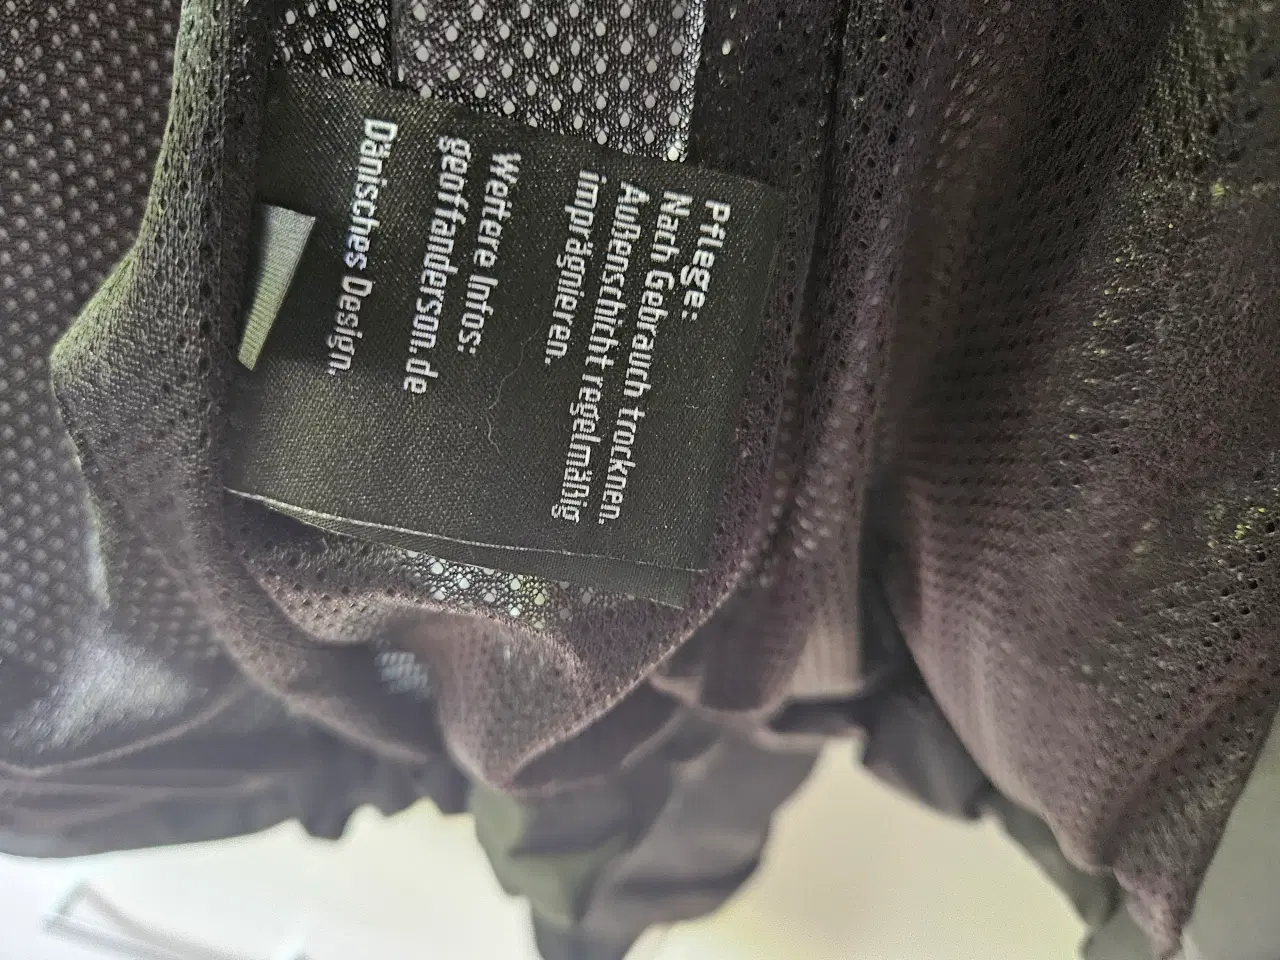 Pflege:
Nach Gebrauch trocknen.
Außenschicht regelmäßig
imprägnieren.
Weitere Infos:
geoffanderson.de
Dänisches Design.